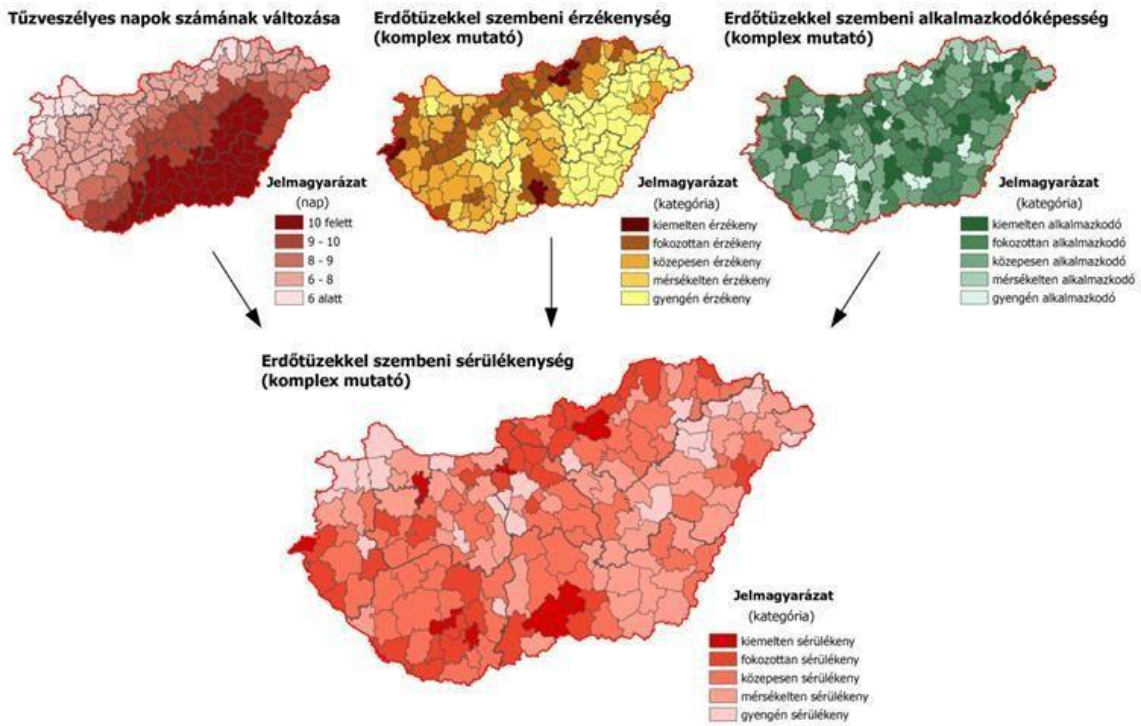 Tűzveszélyes napok számának változása
Jelmagyarázat
(nap)
10 felett
9 - 10
8 - 9
6 - 8
6 alatt
Erdőtüzekkel szembeni érzékenység
(komplex mutató)
Jelmagyarázat
(kategória)
kiemelten érzékeny
fokozottan érzékeny
közepesen érzékeny
mérsékelten érzékeny
gyengén érzékeny
Erdőtüzekkel szembeni alkalmazkodóképesség
(komplex mutató)
Jelmagyarázat
(kategória)
kiemelten alkalmazkodó
fokozottan alkalmazkodó
közepesen alkalmazkodó
mérsékelten alkalmazkodó
gyengén alkalmazkodó
Erdőtüzekkel szembeni sérülékenység
(komplex mutató)
Jelmagyarázat
(kategória)
kiemelten sérülékeny
fokozottan sérülékeny
közepesen sérülékeny
mérsékelten sérülékeny
gyengén sérülékeny